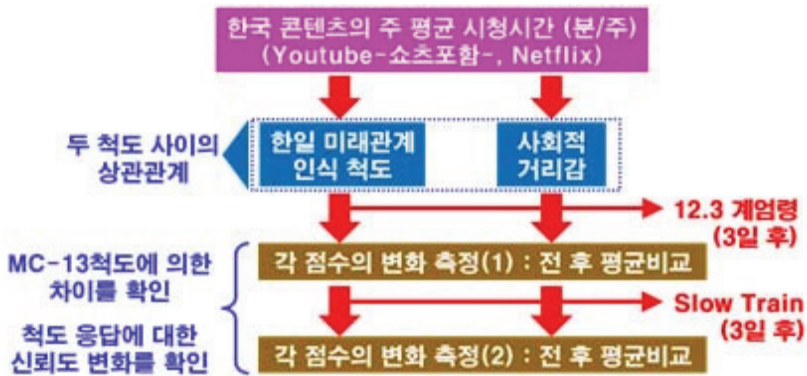 한국 콘텐츠의 주 평균 시청시간 (분/주)
(Youtube-쇼츠포함-, Netflix)
두 척도 사이의
상관관계
한일 미래관계
인식 척도
사회적
거리감
12.3 계엄령
(3일 후)
MC-13척도에 의한
차이를 확인
각 점수의 변화 측정(1) : 전 후 평균비교
Slow Train
(3일 후)
척도 응답에 대한
신뢰도 변화를 확인
각 점수의 변화 측정(2) : 전 후 평균비교